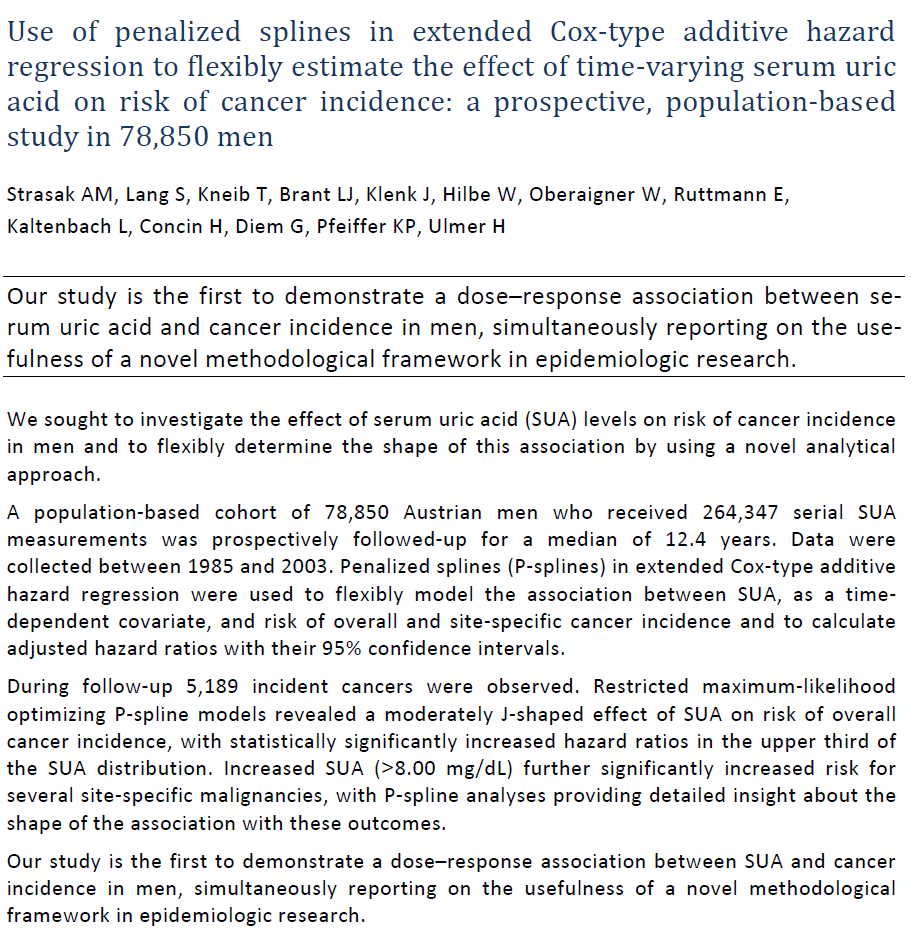 Use of penalized splines in extended Cox-type additive hazard
regression to flexibly estimate the effect of time-varying serum uric
acid on risk of cancer incidence: a prospective, population-based
study in 78,850 men
Strasak AM, Lang S, Kneib T, Brant LJ, Klenk J, Hilbe W, Oberaigner W, Ruttmann E,
Kaltenbach L, Concin H, Diem G, Pfeiffer KP, Ulmer H
Our study is the first to demonstrate a dose–response association between se-
rum uric acid and cancer incidence in men, simultaneously reporting on the use-
fulness of a novel methodological framework in epidemiologic research.
We sought to investigate the effect of serum uric acid (SUA) levels on risk of cancer incidence
in men and to flexibly determine the shape of this association by using a novel analytical
approach.
A population-based cohort of 78,850 Austrian men who received 264,347 serial SUA
measurements was prospectively followed-up for a median of 12.4 years. Data were
collected between 1985 and 2003. Penalized splines (P-splines) in extended Cox-type additive
hazard regression were used to flexibly model the association between SUA, as a time-
dependent covariate, and risk of overall and site-specific cancer incidence and to calculate
adjusted hazard ratios with their 95% confidence intervals.
During follow-up 5,189 incident cancers were observed. Restricted maximum-likelihood
optimizing P-spline models revealed a moderately J-shaped effect of SUA on risk of overall
cancer incidence, with statistically significantly increased hazard ratios in the upper third of
the SUA distribution. Increased SUA (>8.00 mg/dL) further significantly increased risk for
several site-specific malignancies, with P-spline analyses providing detailed insight about the
shape of the association with these outcomes.
Our study is the first to demonstrate a dose–response association between SUA and cancer
incidence in men, simultaneously reporting on the usefulness of a novel methodological
framework in epidemiologic research.